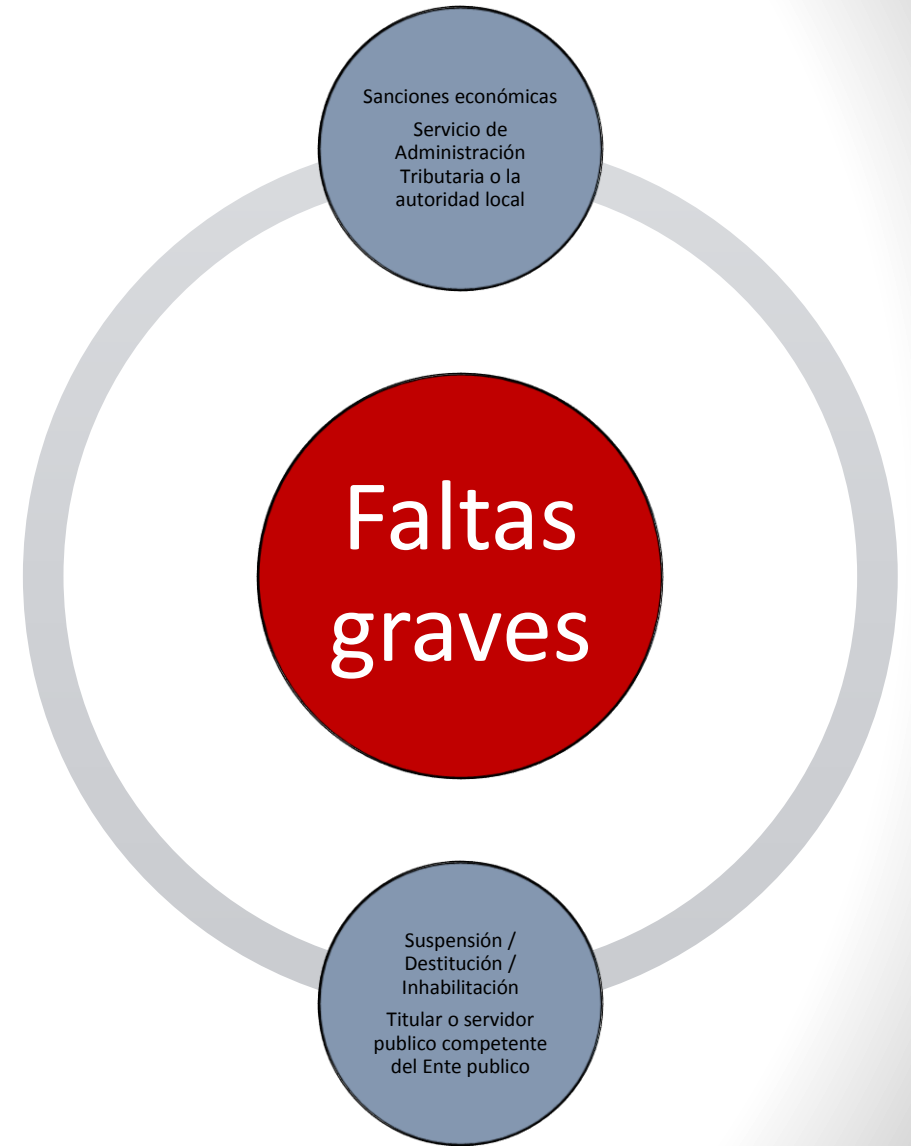 Sanciones económicas
Servicio de
Administración
Tributaria o la
autoridad local
Faltas
graves
Suspensión /
Destitución /
Inhabilitación
Titular o servidor
publico competente
del Ente publico